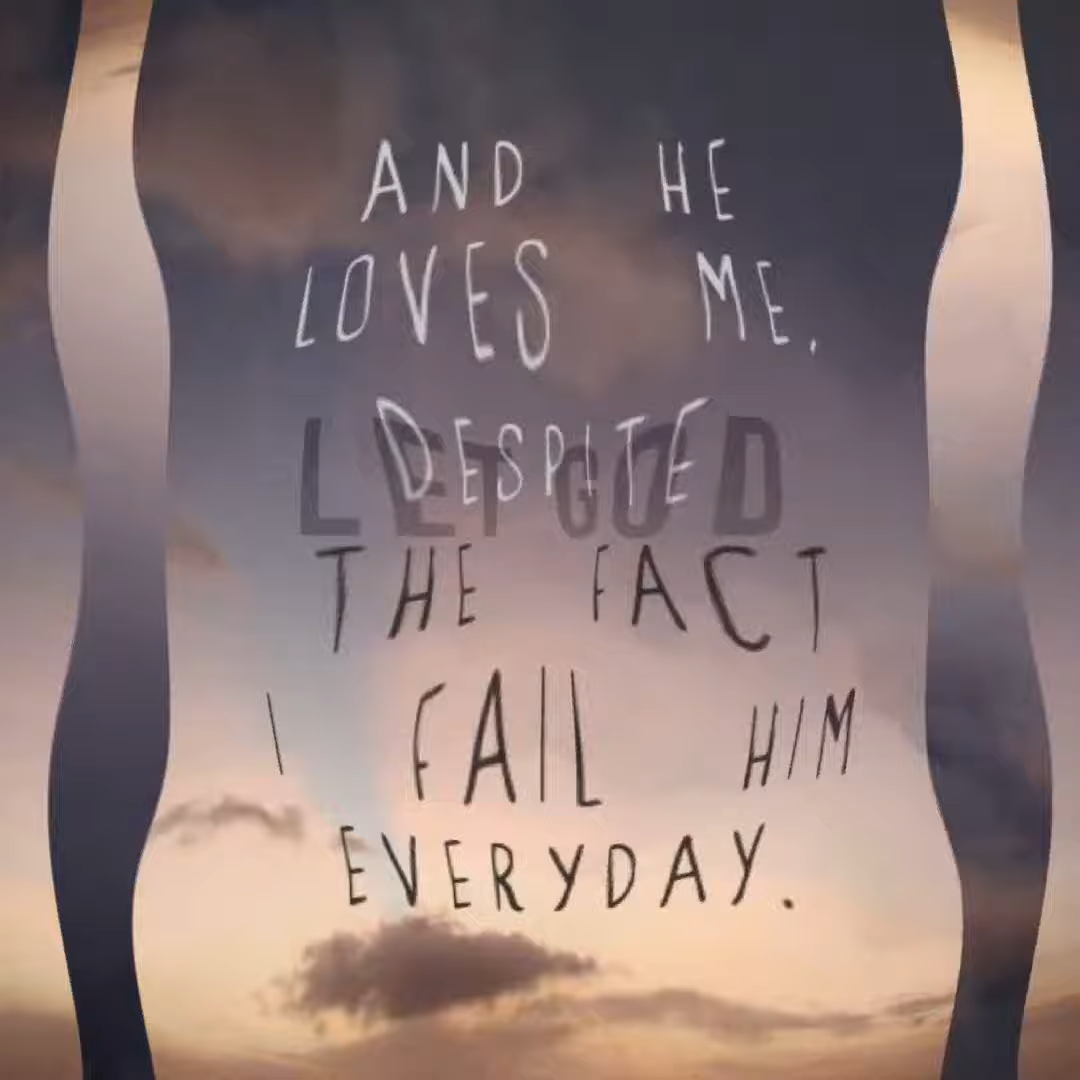 AND HE
LOVES ME.
DESPITE
LET GOD
THE FACT
I FAIL HIM
EVERYDAY.